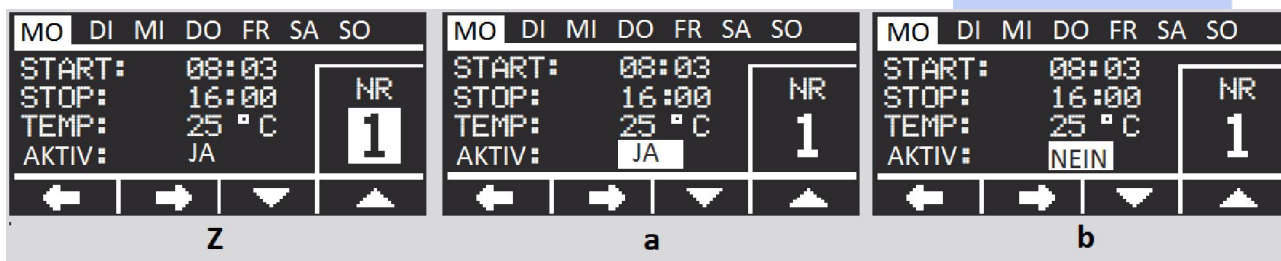 MO DI MI DO FR SA SO
START: 08:03
STOP: 16:00
TEMP: 25 °C
AKTIV: JA
NR
1
Z
MO DI MI DO FR SA SO
START: 08:03
STOP: 16:00
TEMP: 25 °C
AKTIV: JA
NR
1
a
MO DI MI DO FR SA SO
START: 08:03
STOP: 16:00
TEMP: 25 °C
AKTIV: NEIN
NR
1
b